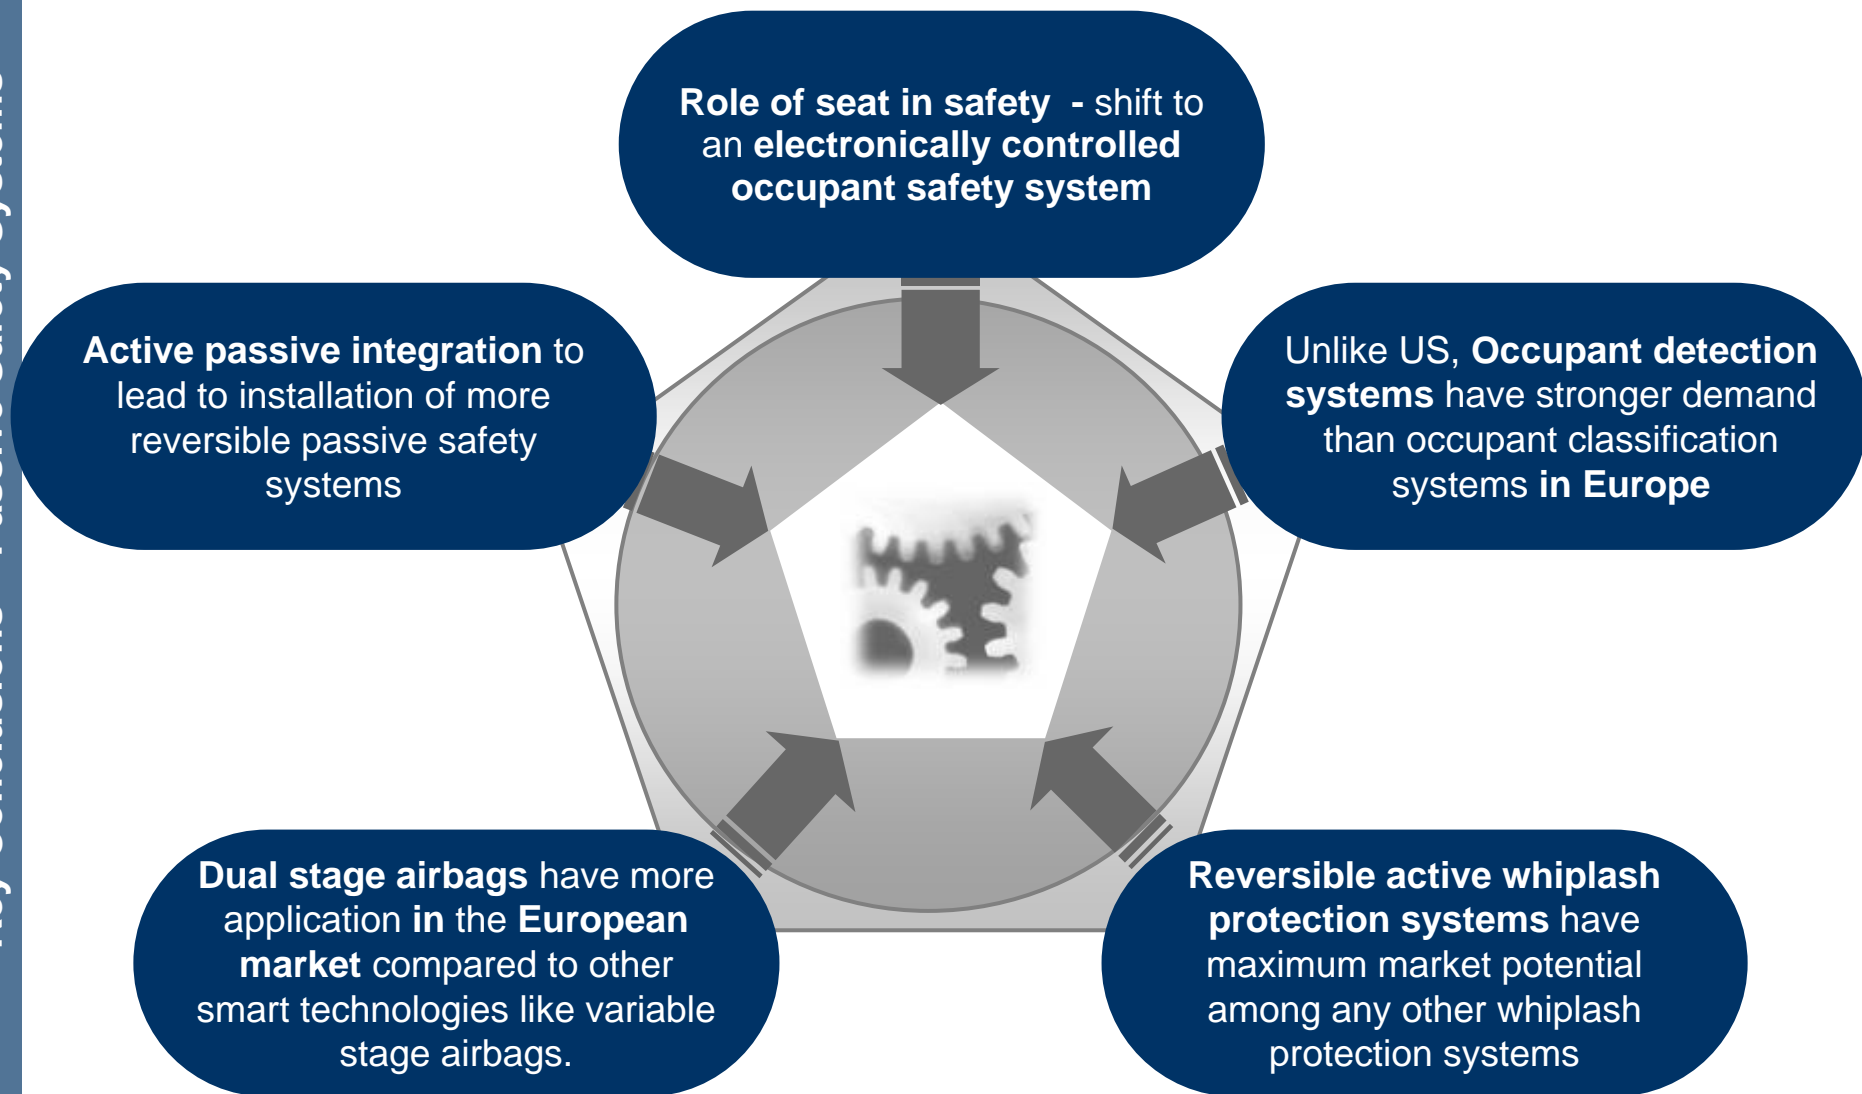 Role of seat in safety  - shift to
an electronically controlled
occupant safety system
Active passive integration to
lead to installation of more
reversible passive safety
systems
Unlike US, Occupant detection
systems have stronger demand
than occupant classification
systems in Europe
Dual stage airbags have more
application in the European
market compared to other
smart technologies like variable
stage airbags.
Reversible active whiplash
protection systems have
maximum market potential
among any other whiplash
protection systems